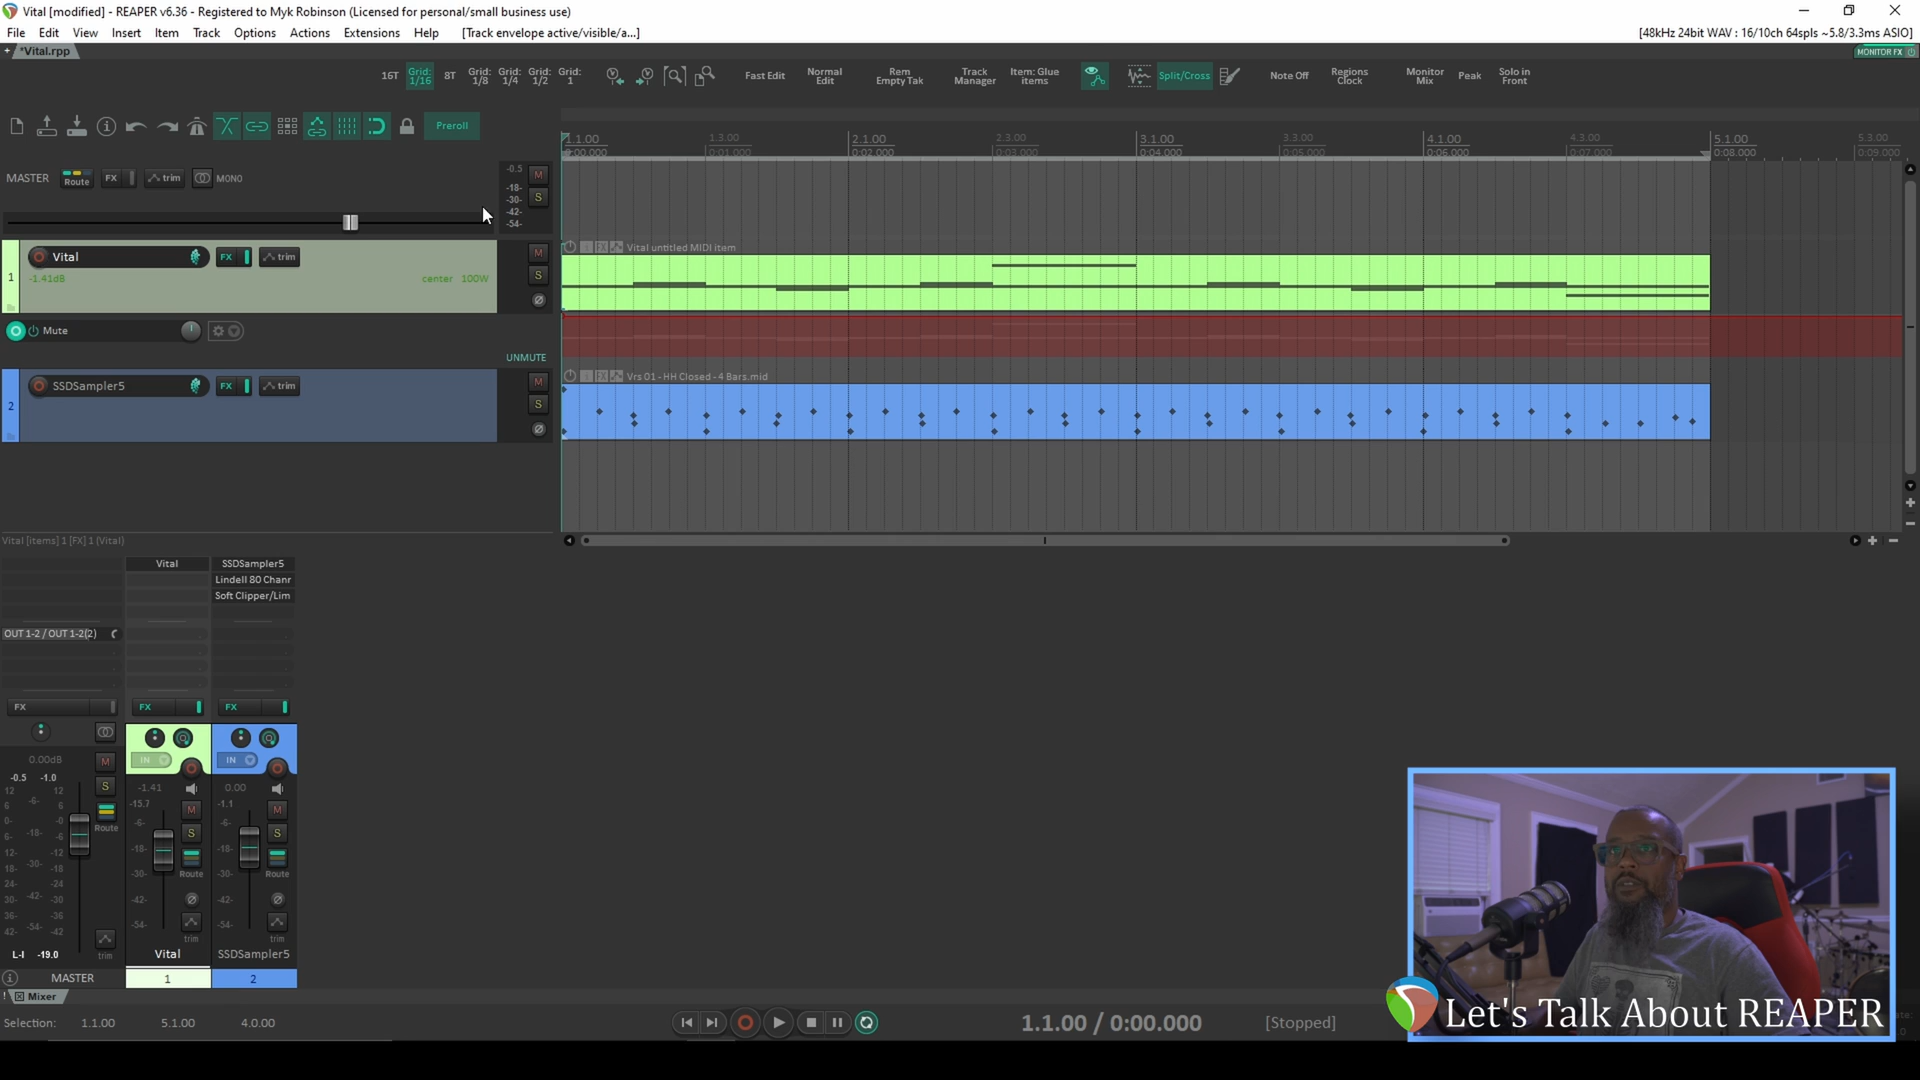 Vital [modified] - REAPER v6.36 - Registered to Myk Robinson (Licensed for personal/small business use)
File Edit View Insert Item Track Options Actions Extensions Help [Track envelope active/visible/a...] [48kHz 24bit WAV : 16/10ch 64spls ~5.8/3.3ms ASIO]
+ *Vital.rpp MONITOR FX
16T Grid: 1/16 8T Grid: 1/8 Grid: 1/4 Grid: 1/2 Grid: 1 Fast Edit Normal Edit Rem Empty Tak Track Manager Item: Glue items Split/Cross Note Off Regions Clock Monitor Mix Peak Solo in Front
Preroll
1.1.00 1.3.00 2.1.00 2.3.00 3.1.00 3.3.00 4.1.00 4.3.00 5.1.00 5.3.00
0:00.000 0:01.000 0:02.000 0:03.000 0:04.000 0:05.000 0:06.000 0:07.000 0:08.000 0:09.000
MASTER Route FX trim MONO
-0.5 M
-18-
-30- S
-42-
-54-
1 Vital FX trim M
-1.41dB center 100W S
Vital untitled MIDI item
Mute
UNMUTE
2 SSDSampler5 FX trim M
S
Vrs 01 - HH Closed - 4 Bars.mid
Vital [items] 1 [FX] 1 (Vital)
Vital SSDSampler5
Lindell 80 Chanr
Soft Clipper/Lim
OUT 1-2 / OUT 1-2(2)
FX FX FX
IN IN
0.00dB M -1.41 0.00
-0.5 -1.0 S -15.7 M -1.1 M
12 12 -6- S -6- S
6 -6- 6
-0- -0- Route
6- -18- -6 -18- -18-
12- -12 Route Route
18- -30- -18 -30- -30-
24- -24
30- -42- -30 -42- -42-
36- -36
42- -54- -42 -54- -54-
L-I -19.0 trim trim trim
Vital SSDSampler5
MASTER 1 2
! Mixer
Selection: 1.1.00 5.1.00 4.0.00 1.1.00 / 0:00.000 [Stopped]
Let's Talk About REAPER